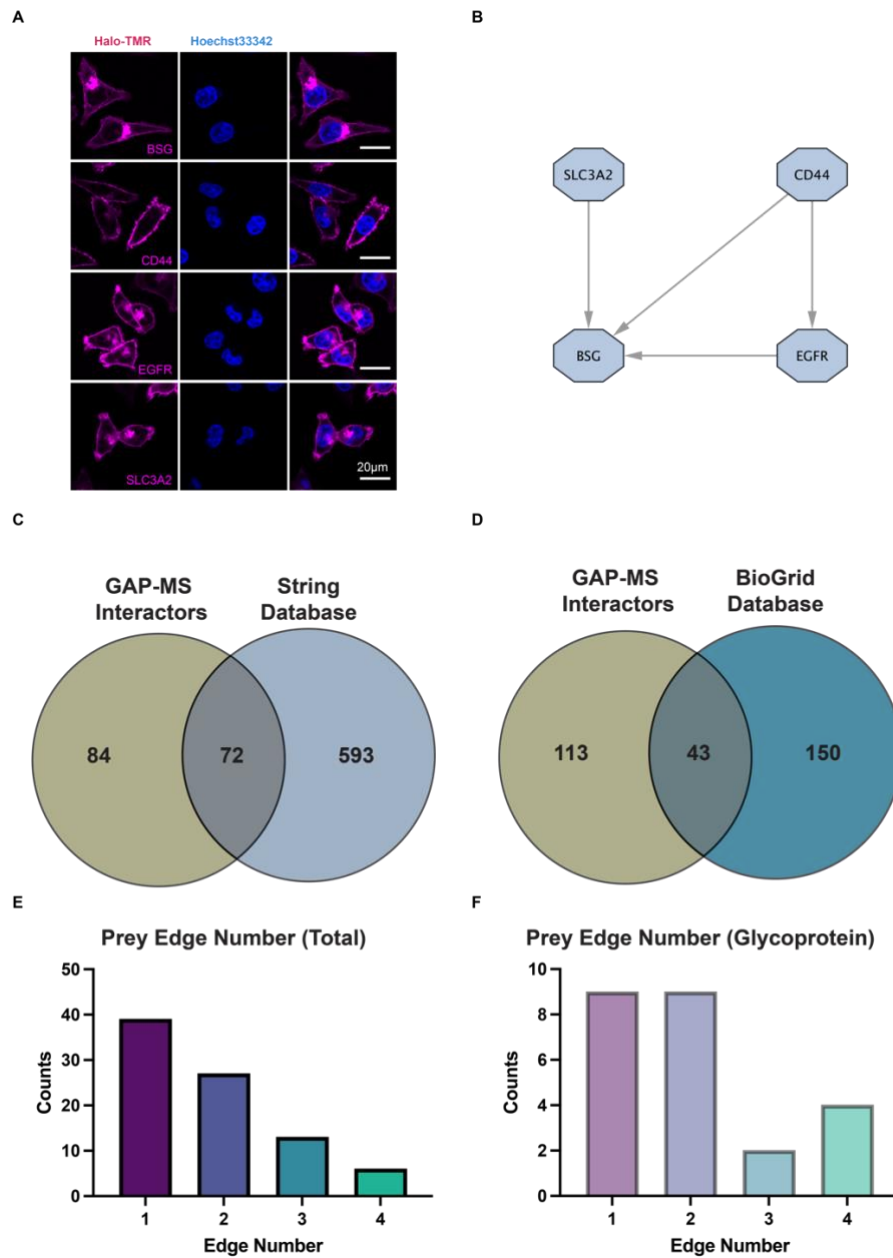 A
Halo-TMR Hoechst33342
BSG
CD44
EGFR
SLC3A2
20µm
B
SLC3A2 CD44
BSG EGFR
C
GAP-MS
Interactors
String
Database
84 72 593
D
GAP-MS
Interactors
BioGrid
Database
113 43 150
E
Prey Edge Number (Total)
Counts
50
40
30
20
10
0
1 2 3 4
Edge Number
F
Prey Edge Number (Glycoprotein)
Counts
10
8
6
4
2
0
1 2 3 4
Edge Number